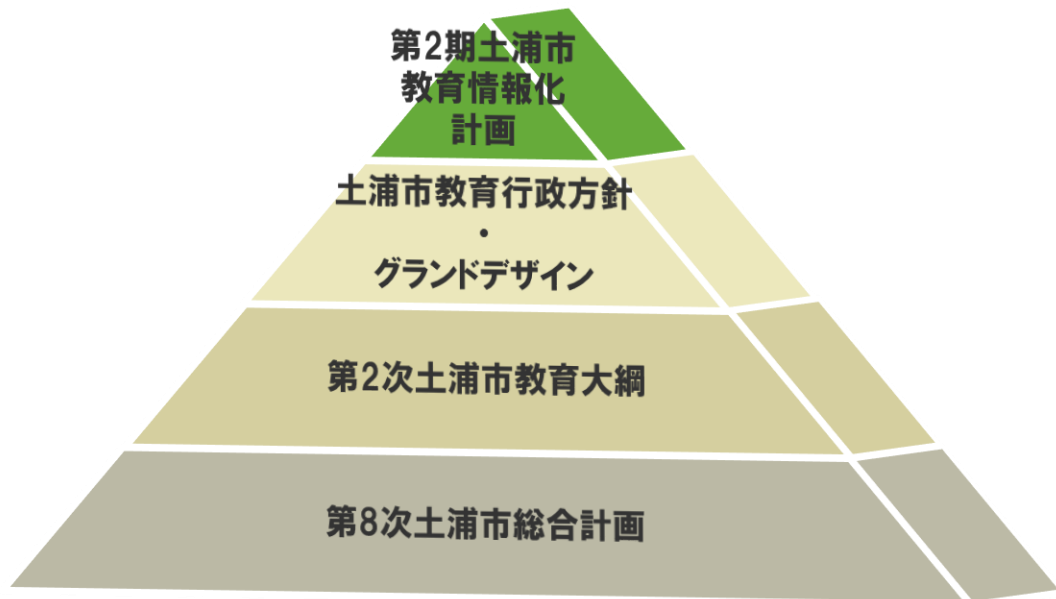 第2期土浦市
教育情報化
計画
土浦市教育行政方針
・
グランドデザイン
第2次土浦市教育大綱
第8次土浦市総合計画